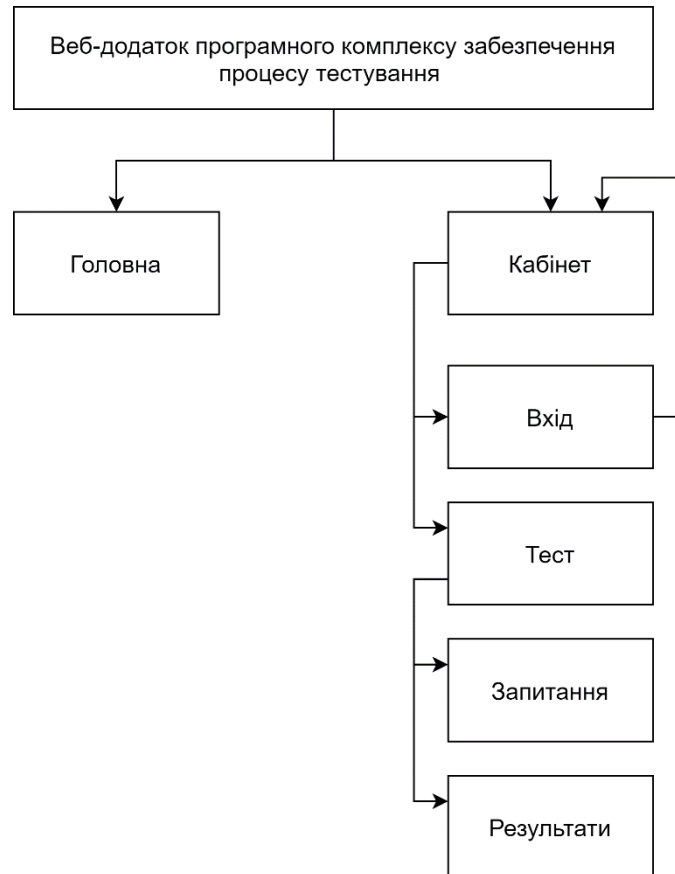 Веб-додаток програмного комплексу забезпечення
процесу тестування
Головна
Кабінет
Вхід
Тест
Запитання
Результати